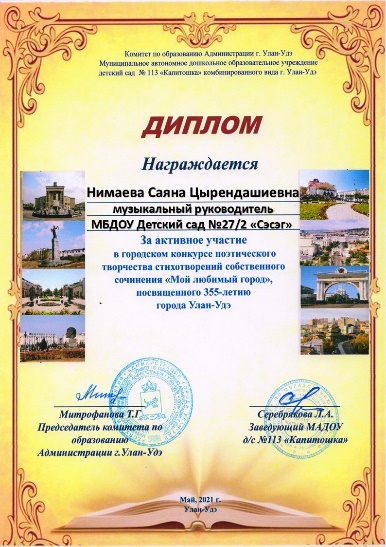 Комитет по образованию Администрации г. Улан-Удэ
Муниципальное автономное дошкольное образовательное учреждение
детский сад № 113 «Капитошка» комбинированного вида г. Улан-Удэ
ДИПЛОМ
Награждается
Нимаева Саяна Цырендашиевна
музыкальный руководитель
МБДОУ Детский сад №27/2 «Сэсэг»
За активное участие
в городском конкурсе поэтического
творчества стихотворений собственного
сочинения «Мой любимый город»,
посвященного 355-летию
города Улан-Удэ
Митрофанова Т.Г.
Председатель комитета по
образованию
Администрации г.Улан-Удэ
Серебрякова Л.А.
Заведующий МАДОУ
д/с №113 «Капитошка»
Май, 2021 г.
Улан-Удэ